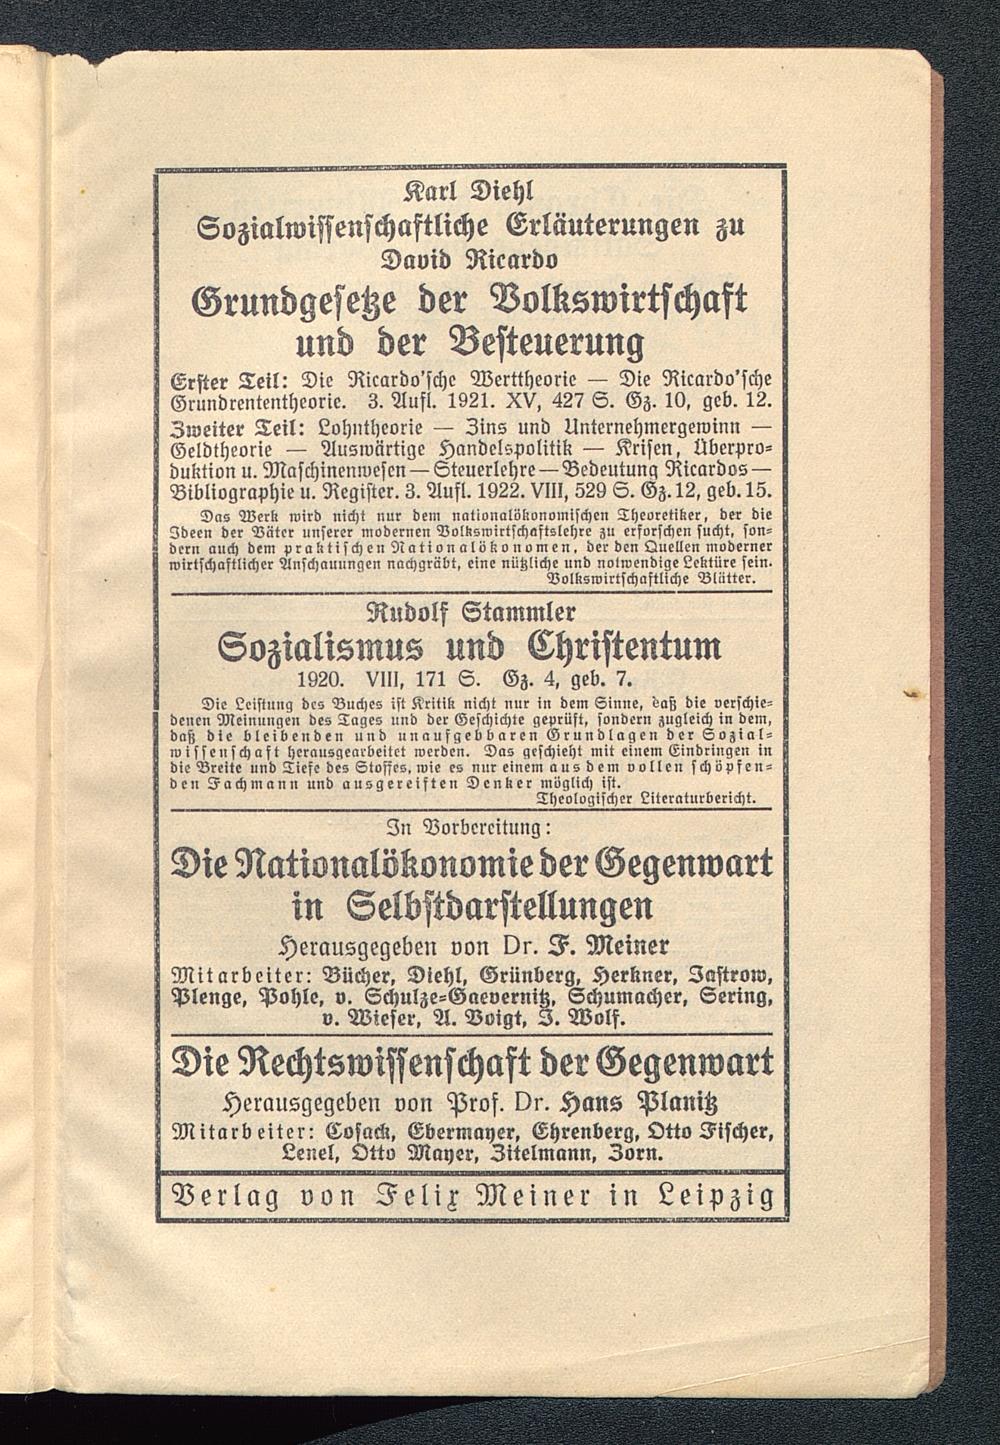 Karl Diehl
Sozialwissenschaftliche Erläuterungen zu
David Ricardo
Grundgesetze der Volkswirtschaft
und der Besteuerung
Erster Teil: Die Ricardo'sche Werttheorie — Die Ricardo'sche
Grundrententheorie. 3. Aufl. 1921. XV, 427 S. Gz. 10, geb. 12.
Zweiter Teil: Lohntheorie — Zins und Unternehmergewinn —
Geldtheorie — Auswärtige Handelspolitik — Krisen, Überpro-
duktion u. Maschinenwesen — Steuerlehre — Bedeutung Ricardos —
Bibliographie u. Register. 3. Aufl. 1922. VIII, 529 S. Gz. 12, geb. 15.
Das Werk wird nicht nur dem nationalökonomischen Theoretiker, der die
Ideen der Väter unserer modernen Volkswirtschaftslehre zu erforschen sucht, son-
dern auch dem praktischen Nationalökonomen, der den Quellen moderner
wirtschaftlicher Anschauungen nachgräbt, eine nützliche und notwendige Lektüre sein.
Volkswirtschaftliche Blätter.
Rudolf Stammler
Sozialismus und Christentum
1920. VIII, 171 S. Gz. 4, geb. 7.
Die Leistung des Buches ist Kritik nicht nur in dem Sinne, daß die verschie-
denen Meinungen des Tages und der Geschichte geprüft, sondern zugleich in dem,
daß die bleibenden und unaufgebbaren Grundlagen der Sozial-
wissenschaft herausgearbeitet werden. Das geschieht mit einem Eindringen in
die Breite und Tiefe des Stoffes, wie es nur einem aus dem vollen schöpfen-
den Fachmann und ausgereiften Denker möglich ist.
Theologischer Literaturbericht.
In Vorbereitung:
Die Nationalökonomie der Gegenwart
in Selbstdarstellungen
Herausgegeben von Dr. F. Meiner
Mitarbeiter: Bücher, Diehl, Grünberg, Herkner, Jastrow,
Plenge, Pohle, v. Schulze-Gaevernitz, Schumacher, Sering,
v. Wieser, A. Voigt, J. Wolf.
Die Rechtswissenschaft der Gegenwart
Herausgegeben von Prof. Dr. Hans Planitz
Mitarbeiter: Cosack, Ebermayer, Ehrenberg, Otto Fischer,
Lenel, Otto Mayer, Zitelmann, Zorn.
Verlag von Felix Meiner in Leipzig